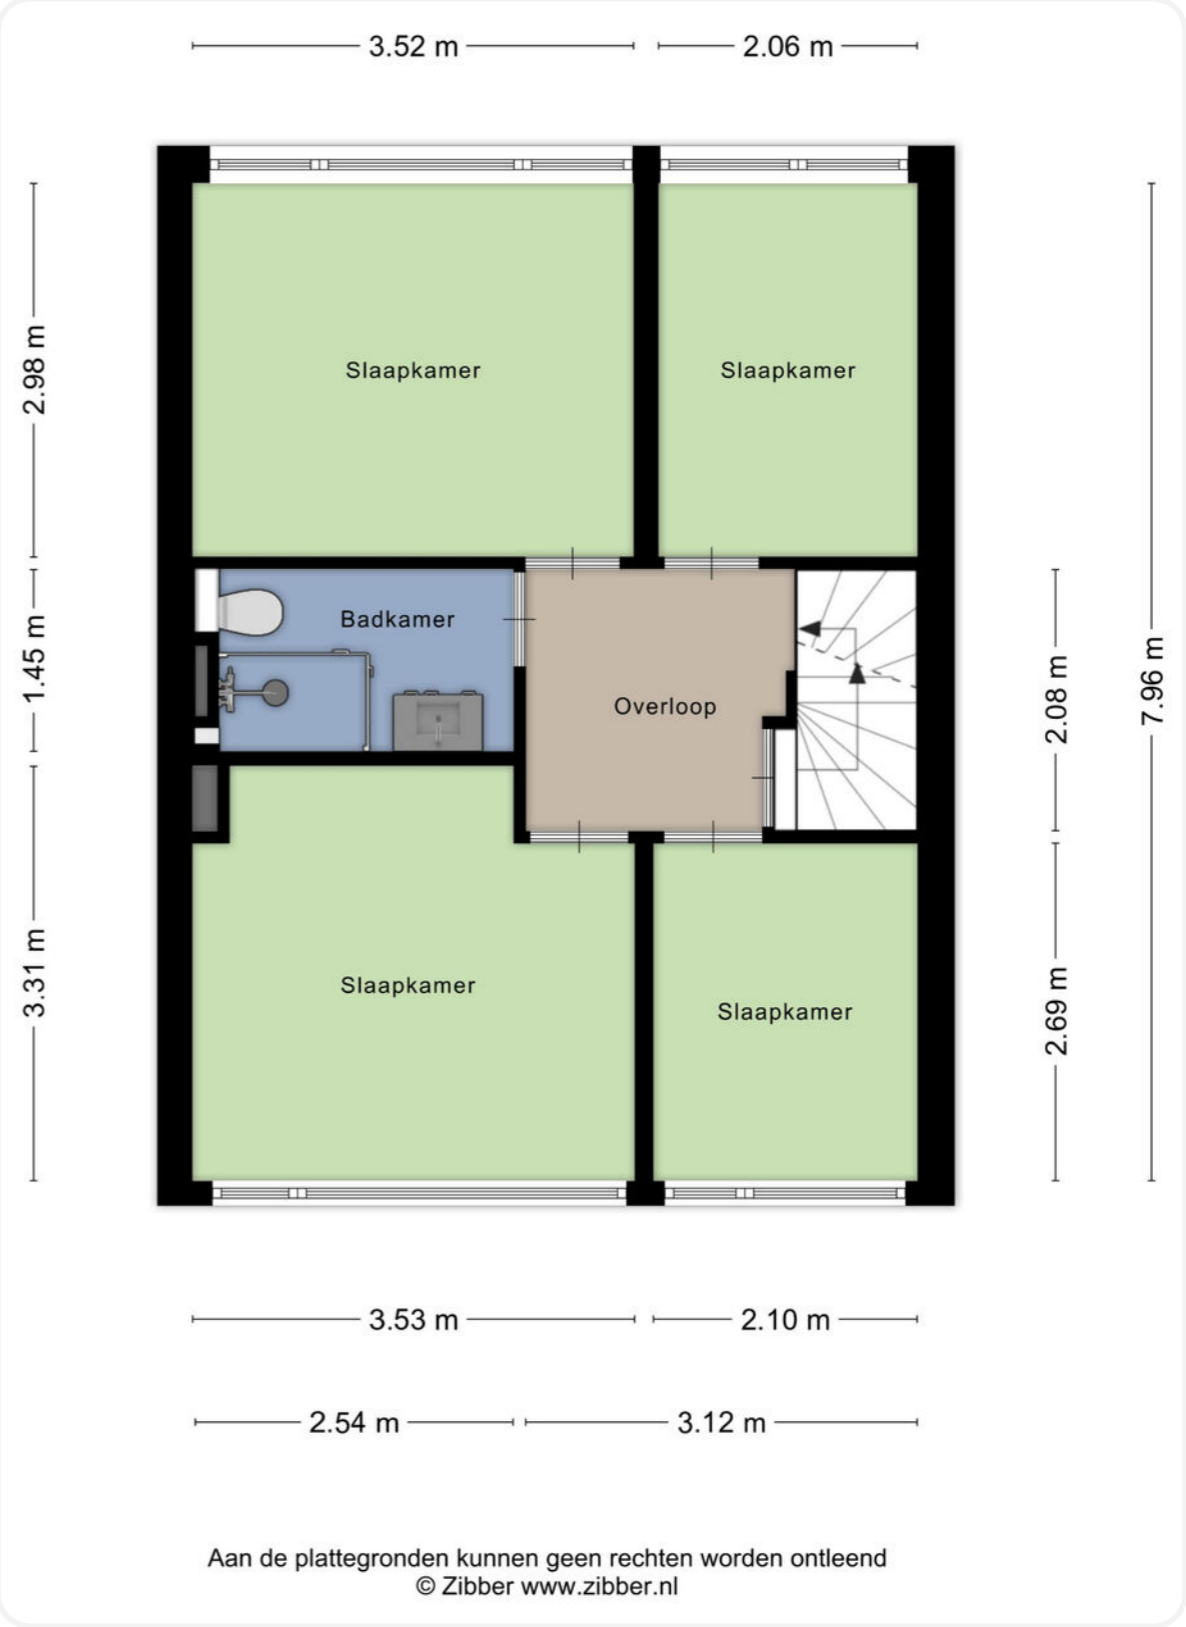 3.52 m
2.06 m
2.98 m
Slaapkamer
Slaapkamer
1.45 m
Badkamer
7.96 m
2.08 m
Overloop
3.31 m
Slaapkamer
Slaapkamer
2.69 m
3.53 m
2.10 m
2.54 m
3.12 m
Aan de plattegronden kunnen geen rechten worden ontleend
© Zibber www.zibber.nl